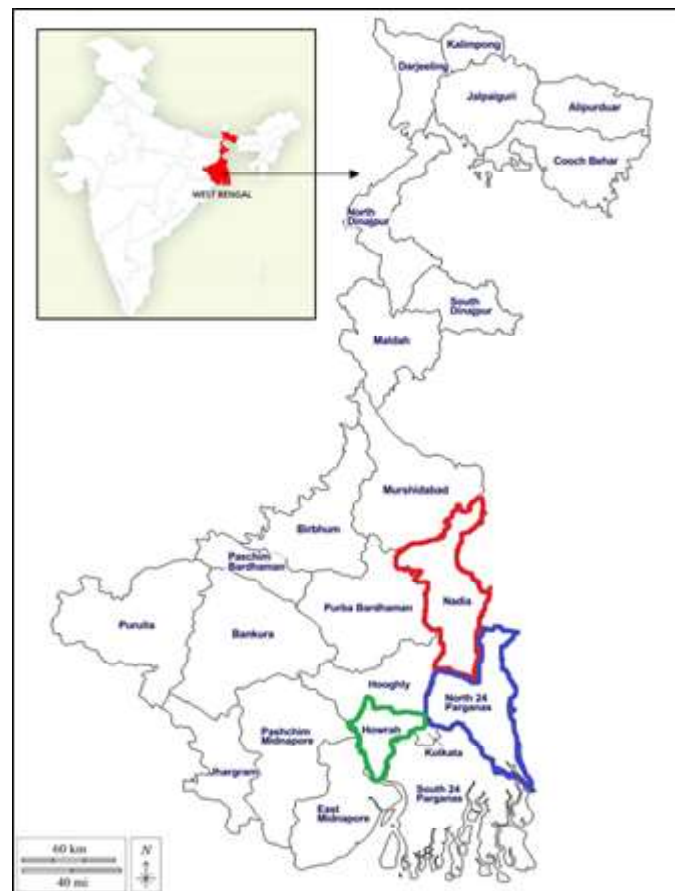 WEST BENGAL
Kalimpong
Darjeeling
Jalpaiguri
Alipurduar
Cooch Behar
North
Dinajpur
South
Dinajpur
Maldah
Murshidabad
Birbhum
Paschim
Bardhaman
Purba Bardhaman
Nadia
Purulia
Bankura
Hooghly
North 24
Parganas
Pashchim
Midnapore
Howrah
Kolkata
Jhargram
South 24
Parganas
East
Midnapore
60 km
40 mi
N